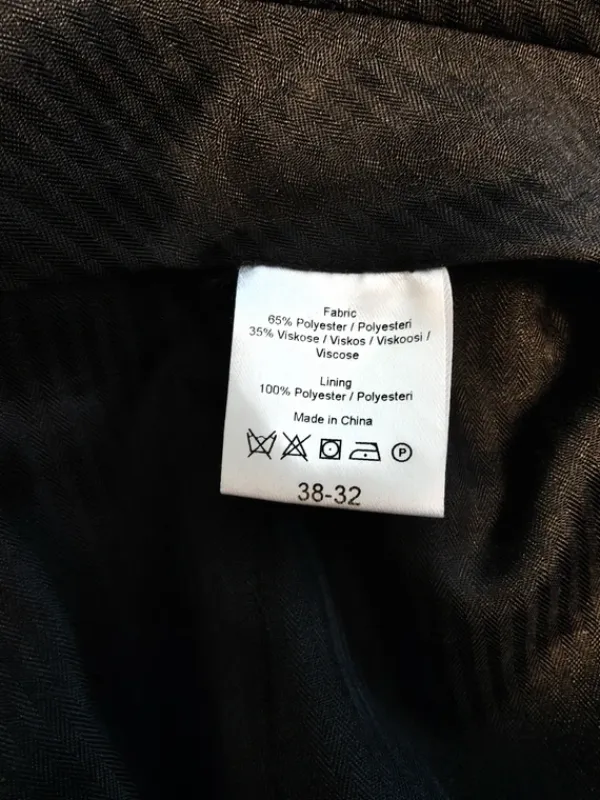 Fabric
65% Polyester / Polyesteri
35% Viskose / Viskos / Viskoosi /
Viscose
Lining
100% Polyester / Polyesteri
Made in China
P
38-32